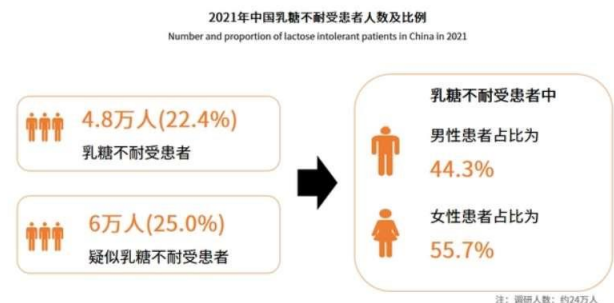 2021年中国乳糖不耐受患者人数及比例
Number and proportion of lactose intolerant patients in China in 2021
4.8万人(22.4%)
乳糖不耐受患者
6万人(25.0%)
疑似乳糖不耐受患者
乳糖不耐受患者中
男性患者占比为
44.3%
女性患者占比为
55.7%
注：调研人数：约24万人